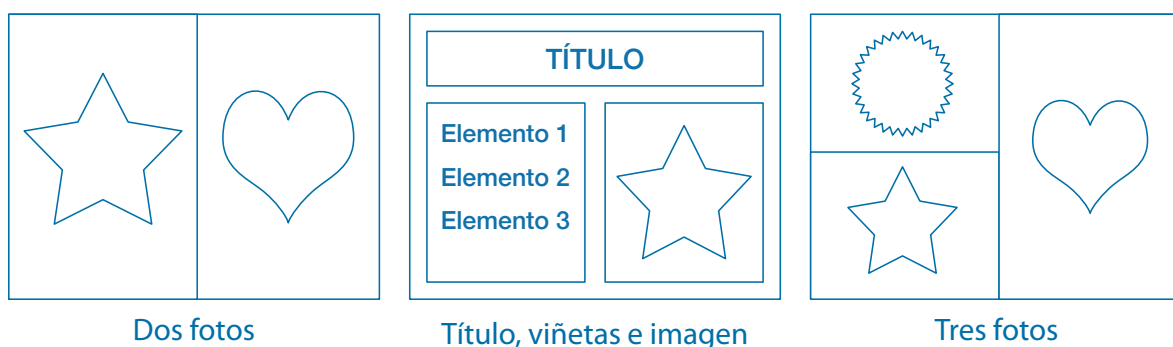 TÍTULO
Elemento 1
Elemento 2
Elemento 3
Dos fotos
Título, viñetas e imagen
Tres fotos